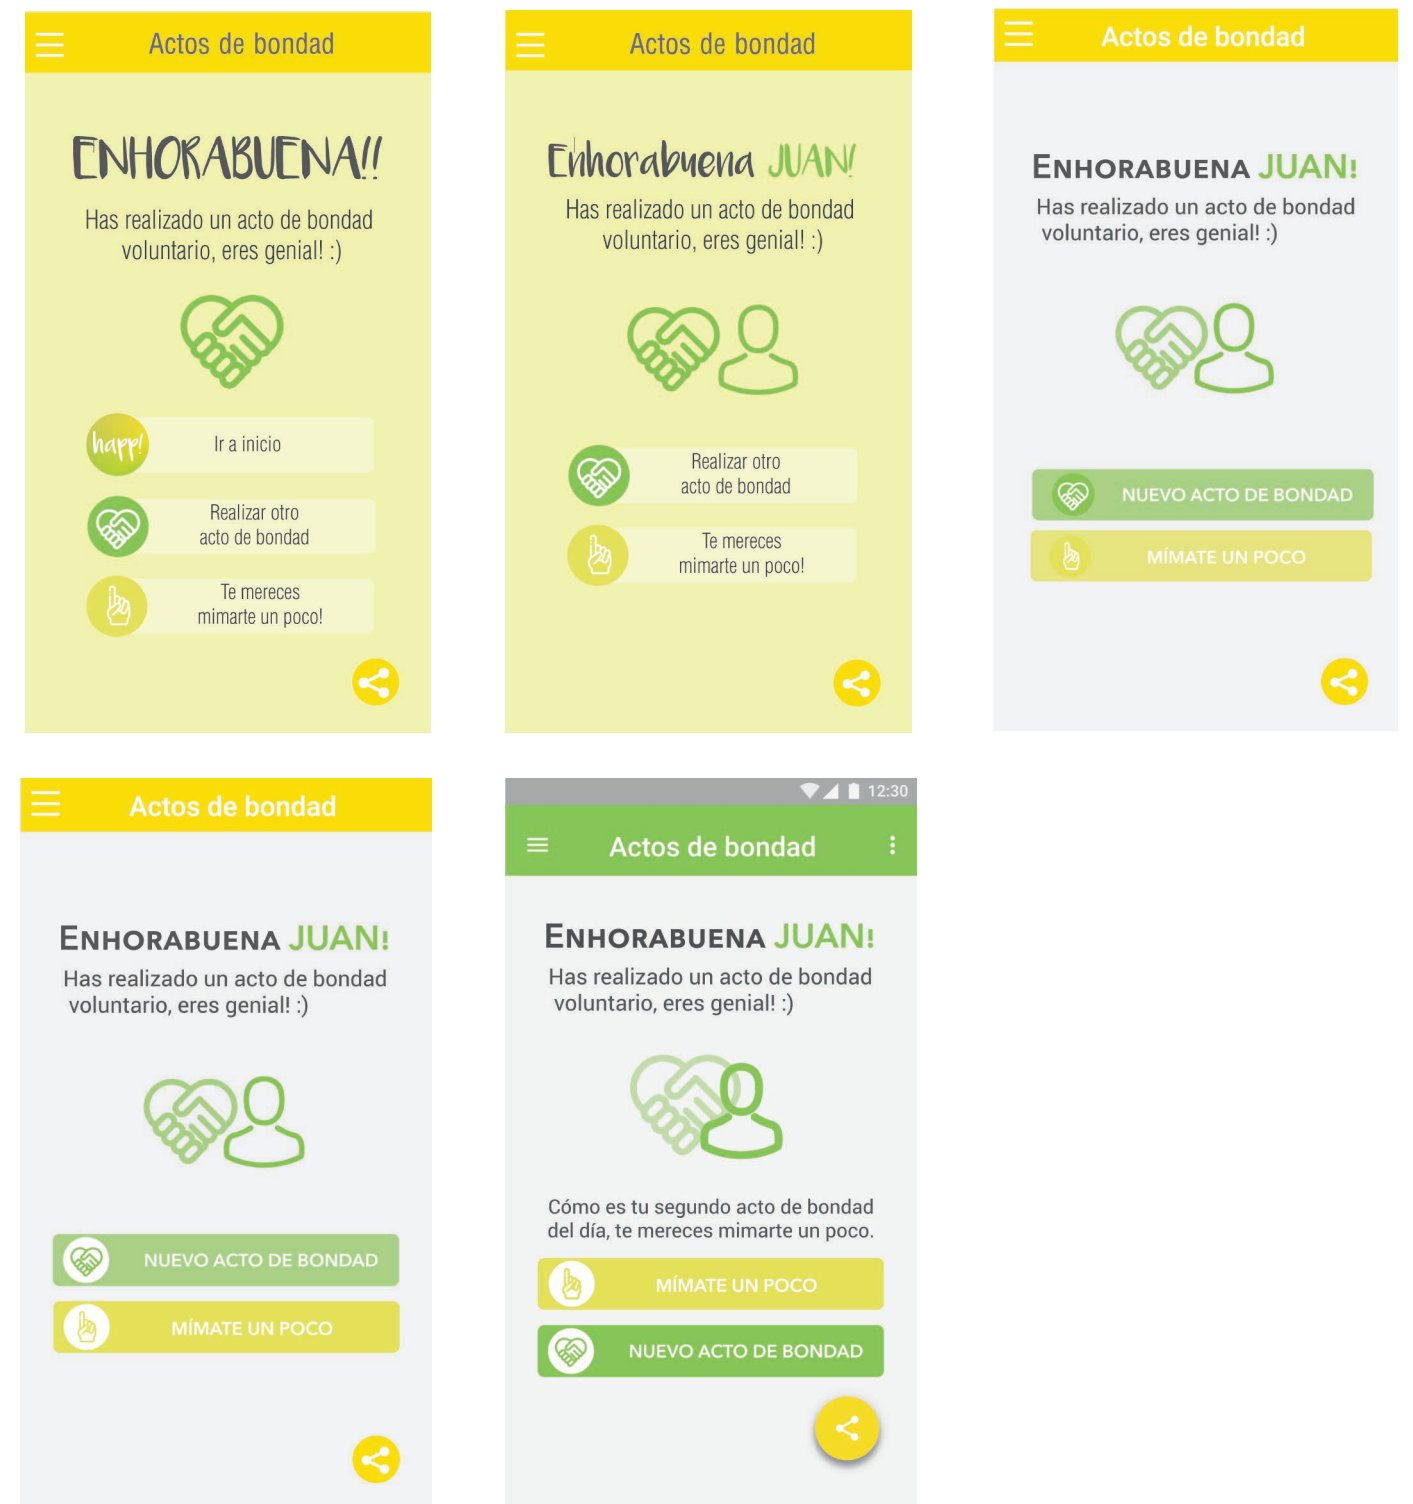 Actos de bondad
ENHORABUENA!!
Has realizado un acto de bondad
voluntario, eres genial! :)
happ!
Ir a inicio
Realizar otro
acto de bondad
Te mereces
mimarte un poco!
Actos de bondad
Enhorabuena JUAN!
Has realizado un acto de bondad
voluntario, eres genial! :)
Realizar otro
acto de bondad
Te mereces
mimarte un poco!
Actos de bondad
ENHORABUENA JUAN!
Has realizado un acto de bondad
voluntario, eres genial! :)
NUEVO ACTO DE BONDAD
MÍMATE UN POCO
Actos de bondad
ENHORABUENA JUAN!
Has realizado un acto de bondad
voluntario, eres genial! :)
NUEVO ACTO DE BONDAD
MÍMATE UN POCO
12:30
Actos de bondad
ENHORABUENA JUAN!
Has realizado un acto de bondad
voluntario, eres genial! :)
Cómo es tu segundo acto de bondad
del día, te mereces mimarte un poco.
MÍMATE UN POCO
NUEVO ACTO DE BONDAD